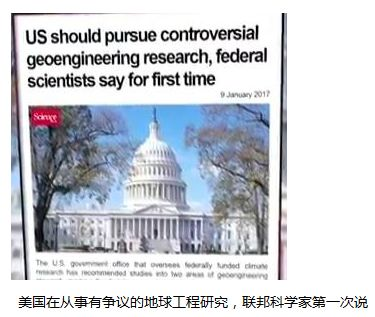 US should pursue controversial
geoengineering research, federal
scientists say for first time
9 January 2017
Science
The U.S. government office that oversees federally funded climate
research has recommended studies into two areas of geoengineering
美国在从事有争议的地球工程研究，联邦科学家第一次说